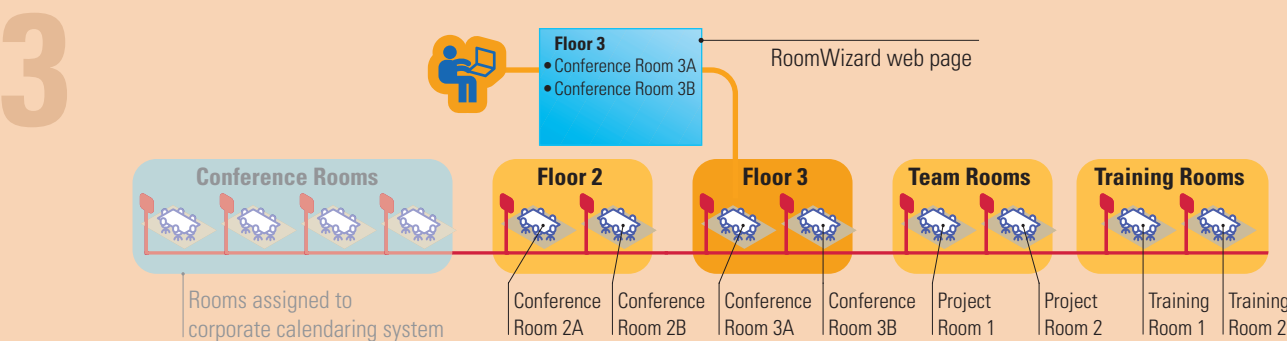 3
Floor 3
• Conference Room 3A
• Conference Room 3B
RoomWizard web page
Conference Rooms
Floor 2
Floor 3
Team Rooms
Training Rooms
Rooms assigned to
corporate calendaring system
Conference
Room 2A
Conference
Room 2B
Conference
Room 3A
Conference
Room 3B
Project
Room 1
Project
Room 2
Training
Room 1
Training
Room 2